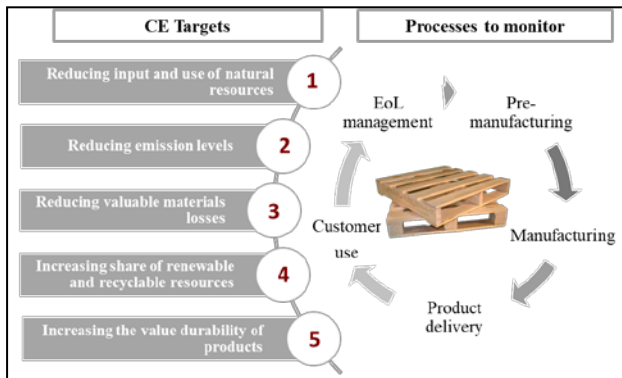 CE Targets
Processes to monitor
Reducing input and use of natural
resources
1
Reducing emission levels
2
Reducing valuable materials
losses
3
Increasing share of renewable
and recyclable resources
4
Increasing the value durability of
products
5
EoL
management
Pre-
manufacturing
Manufacturing
Product
delivery
Customer
use